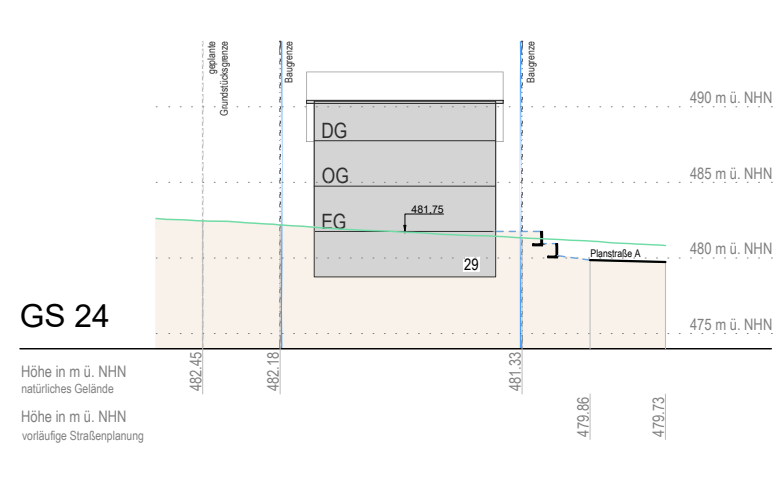 geplante
Grundstücksgrenze
Baugrenze
Baugrenze
490 m ü. NHN
DG
485 m ü. NHN
OG
481.75
EG
480 m ü. NHN
Planstraße A
29
475 m ü. NHN
GS 24
Höhe in m ü. NHN
natürliches Gelände
482.45
482.18
481.33
Höhe in m ü. NHN
vorläufige Straßenplanung
479.86
479.73